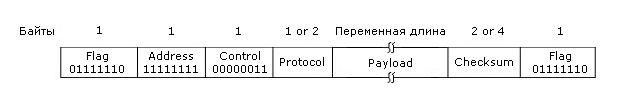 Байты 1 1 1 1 or 2 Переменная длина 2 or 4 1
Flag Address Control Protocol Payload Checksum Flag
01111110 11111111 00000011 01111110